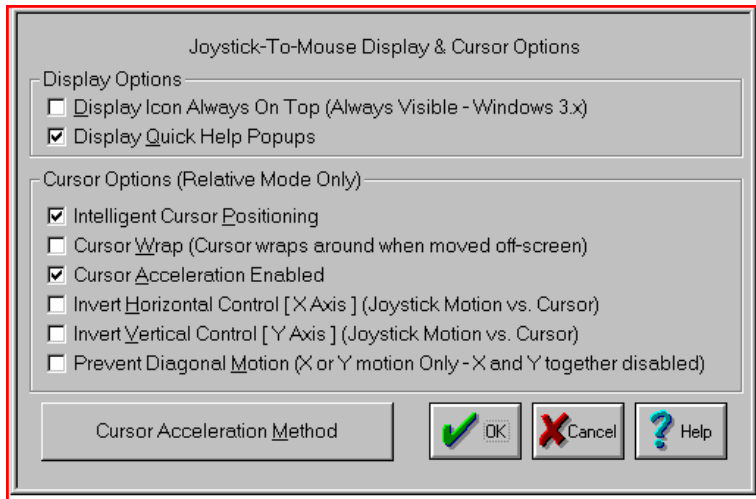 Joystick-To-Mouse Display & Cursor Options
Display Options
Display Icon Always On Top (Always Visible - Windows 3.x)
Display Quick Help Popups
Cursor Options (Relative Mode Only)
Intelligent Cursor Positioning
Cursor Wrap (Cursor wraps around when moved off-screen)
Cursor Acceleration Enabled
Invert Horizontal Control [ X Axis ] (Joystick Motion vs. Cursor)
Invert Vertical Control [ Y Axis ] (Joystick Motion vs. Cursor)
Prevent Diagonal Motion (X or Y motion Only - X and Y together disabled)
Cursor Acceleration Method
OK
Cancel
Help